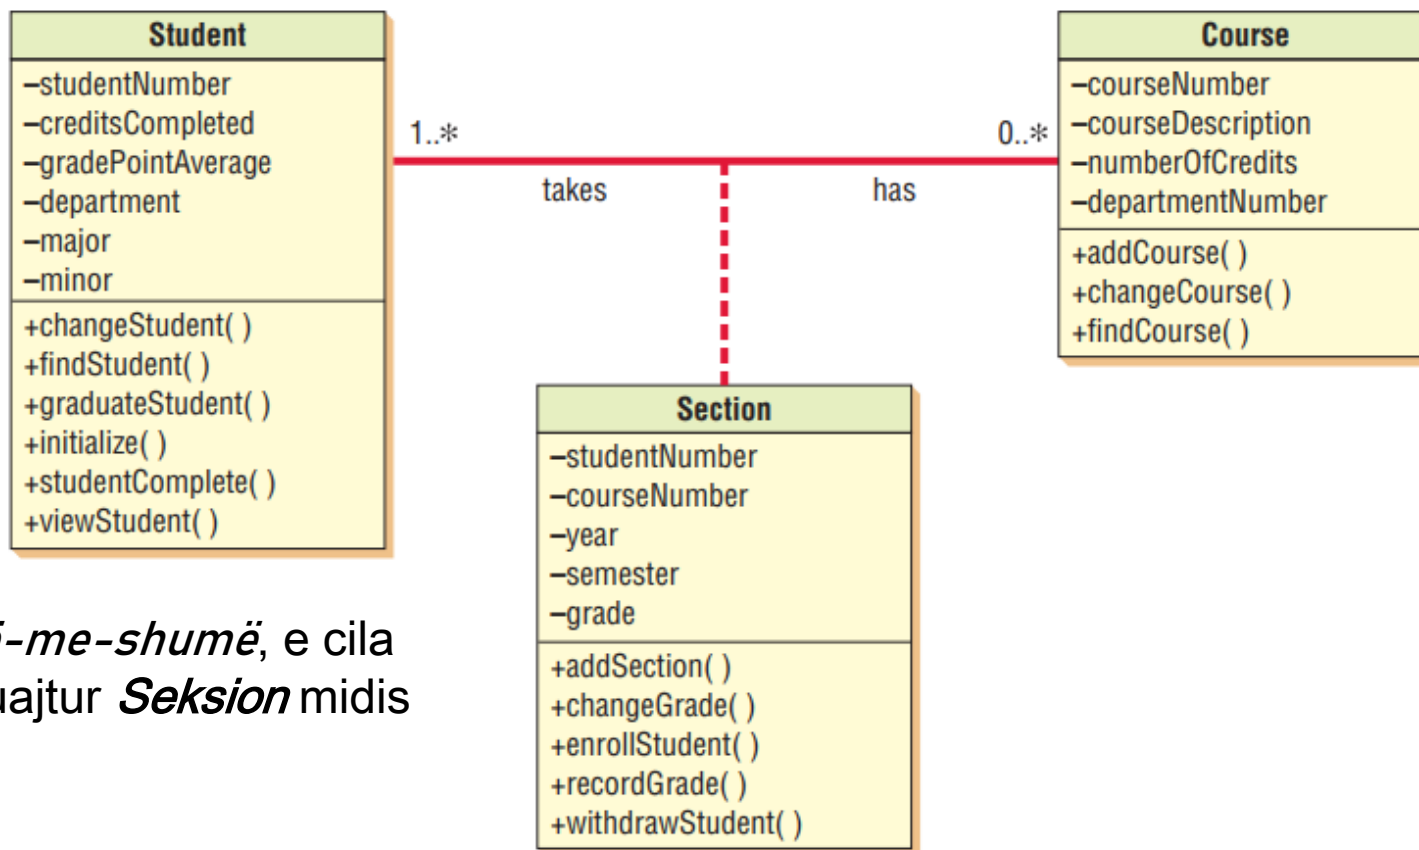 Student
–studentNumber
–creditsCompleted
–gradePointAverage
–department
–major
–minor
+changeStudent( )
+findStudent( )
+graduateStudent( )
+initialize( )
+studentComplete( )
+viewStudent( )
1..*
takes
0..*
has
Course
–courseNumber
–courseDescription
–numberOfCredits
–departmentNumber
+addCourse( )
+changeCourse( )
+findCourse( )
Section
–studentNumber
–courseNumber
–year
–semester
–grade
+addSection( )
+changeGrade( )
+enrollStudent( )
+recordGrade( )
+withdrawStudent( )
-me-shumë, e cila
Seksion midis